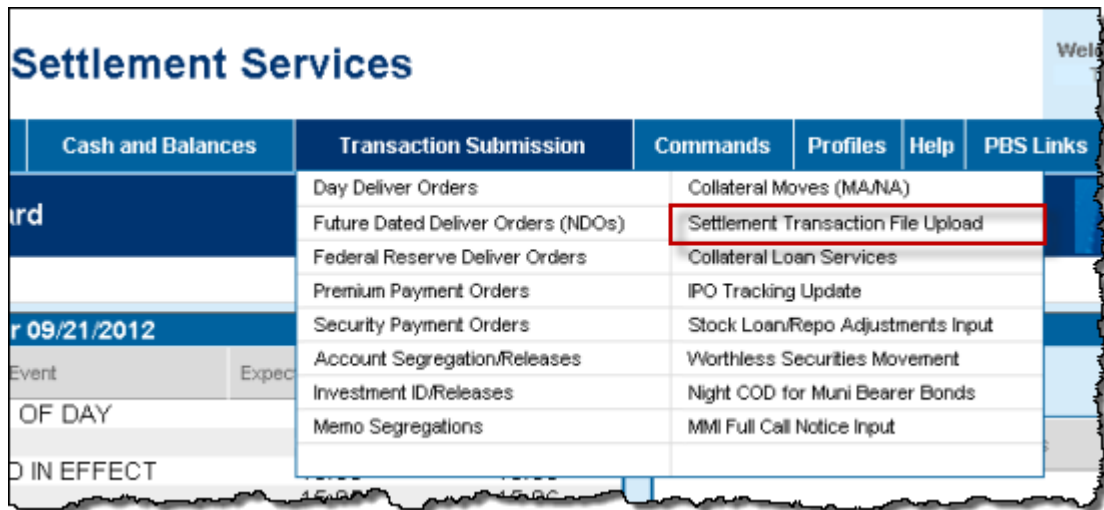 Settlement Services
Cash and Balances
Transaction Submission
Commands
Profiles
Help
PBS Links
Day Deliver Orders
Future Dated Deliver Orders (NDOs)
Federal Reserve Deliver Orders
Premium Payment Orders
Security Payment Orders
Account Segregation/Releases
Investment ID/Releases
Memo Segregations
Collateral Moves (MA/NA)
Settlement Transaction File Upload
Collateral Loan Services
IPO Tracking Update
Stock Loan/Repo Adjustments Input
Worthless Securities Movement
Night COD for Muni Bearer Bonds
MMI Full Call Notice Input
09/21/2012
Event
OF DAY
IN EFFECT